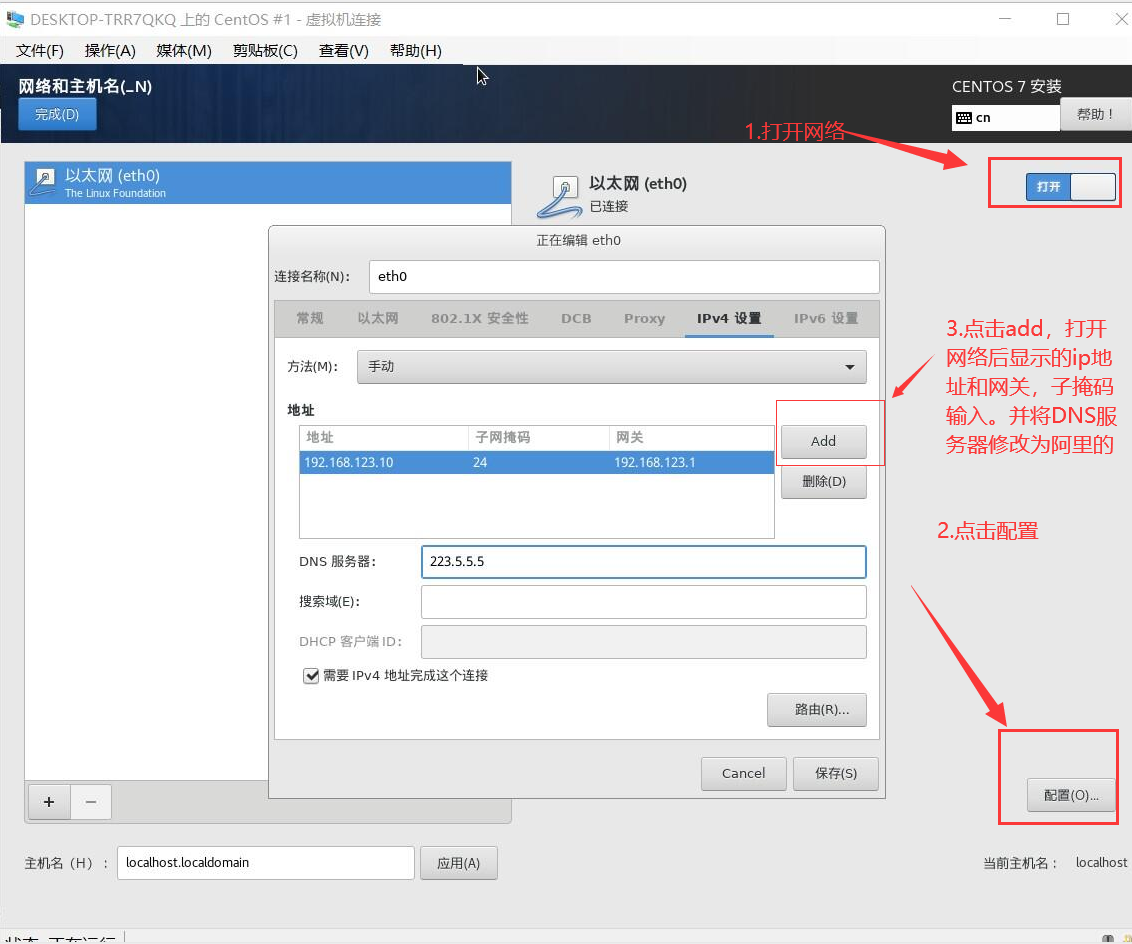 DESKTOP-TRR7QKQ 上的 CentOS #1 - 虚拟机连接
文件(F) 操作(A) 媒体(M) 剪贴板(C) 查看(V) 帮助(H)
网络和主机名(_N)
完成(D)
CENTOS 7 安装
cn
帮助！
1.打开网络
以太网 (eth0)
The Linux Foundation
以太网 (eth0)
已连接
打开
正在编辑 eth0
连接名称(N)： eth0
常规 以太网 802.1X 安全性 DCB Proxy IPv4 设置 IPv6 设置
方法(M)： 手动
地址
地址 子网掩码 网关
192.168.123.10 24 192.168.123.1
Add
删除(D)
3.点击add，打开
网络后显示的ip地
址和网关，子掩码
输入。并将DNS服
务器修改为阿里的
DNS 服务器： 223.5.5.5
搜索域(E)：
DHCP 客户端 ID：
需要 IPv4 地址完成这个连接
路由(R)...
2.点击配置
Cancel 保存(S)
配置(O)...
+ −
主机名（H）： localhost.localdomain 应用(A)
当前主机名： localhost
状态: 正在运行